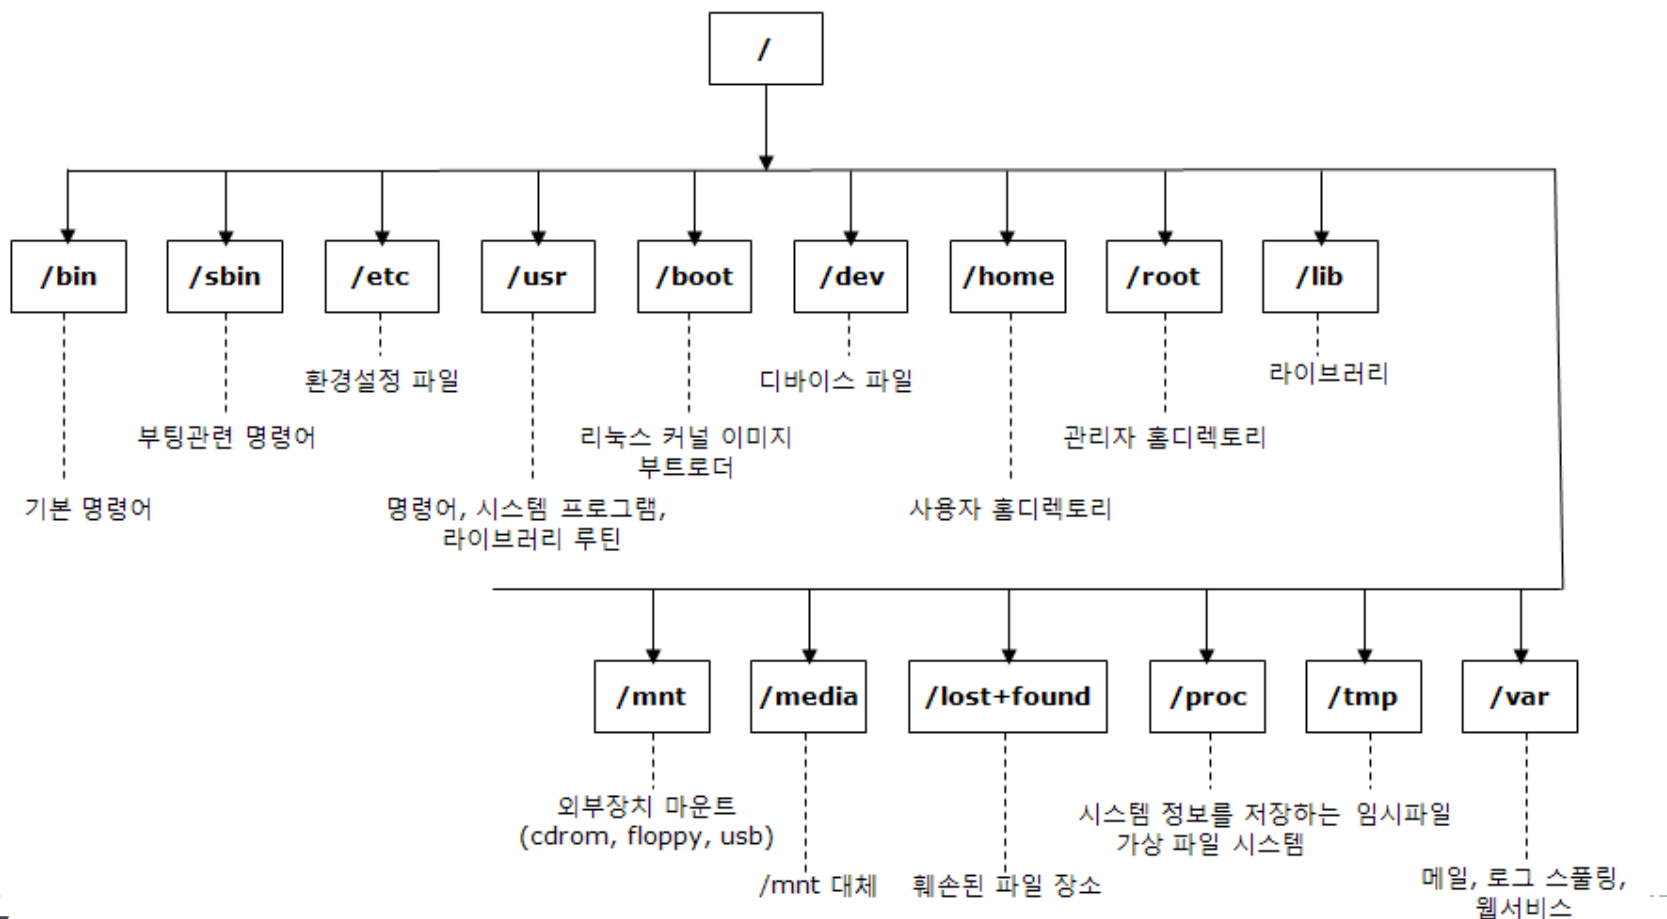 /
/bin
/sbin
/etc
/usr
/boot
/dev
/home
/root
/lib
환경설정 파일
디바이스 파일
라이브러리
부팅관련 명령어
리눅스 커널 이미지
부트로더
관리자 홈디렉토리
기본 명령어
명령어, 시스템 프로그램,
라이브러리 루틴
사용자 홈디렉토리
/mnt
/media
/lost+found
/proc
/tmp
/var
외부장치 마운트
(cdrom, floppy, usb)
시스템 정보를 저장하는
가상 파일 시스템
임시파일
/mnt 대체
훼손된 파일 장소
메일, 로그 스풀링,
웹서비스